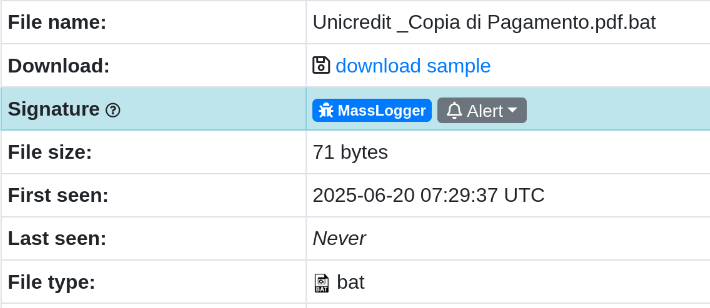 File name: Unicredit _Copia di Pagamento.pdf.bat
Download: download sample
Signature MassLogger Alert
File size: 71 bytes
First seen: 2025-06-20 07:29:37 UTC
Last seen: Never
File type: BAT bat